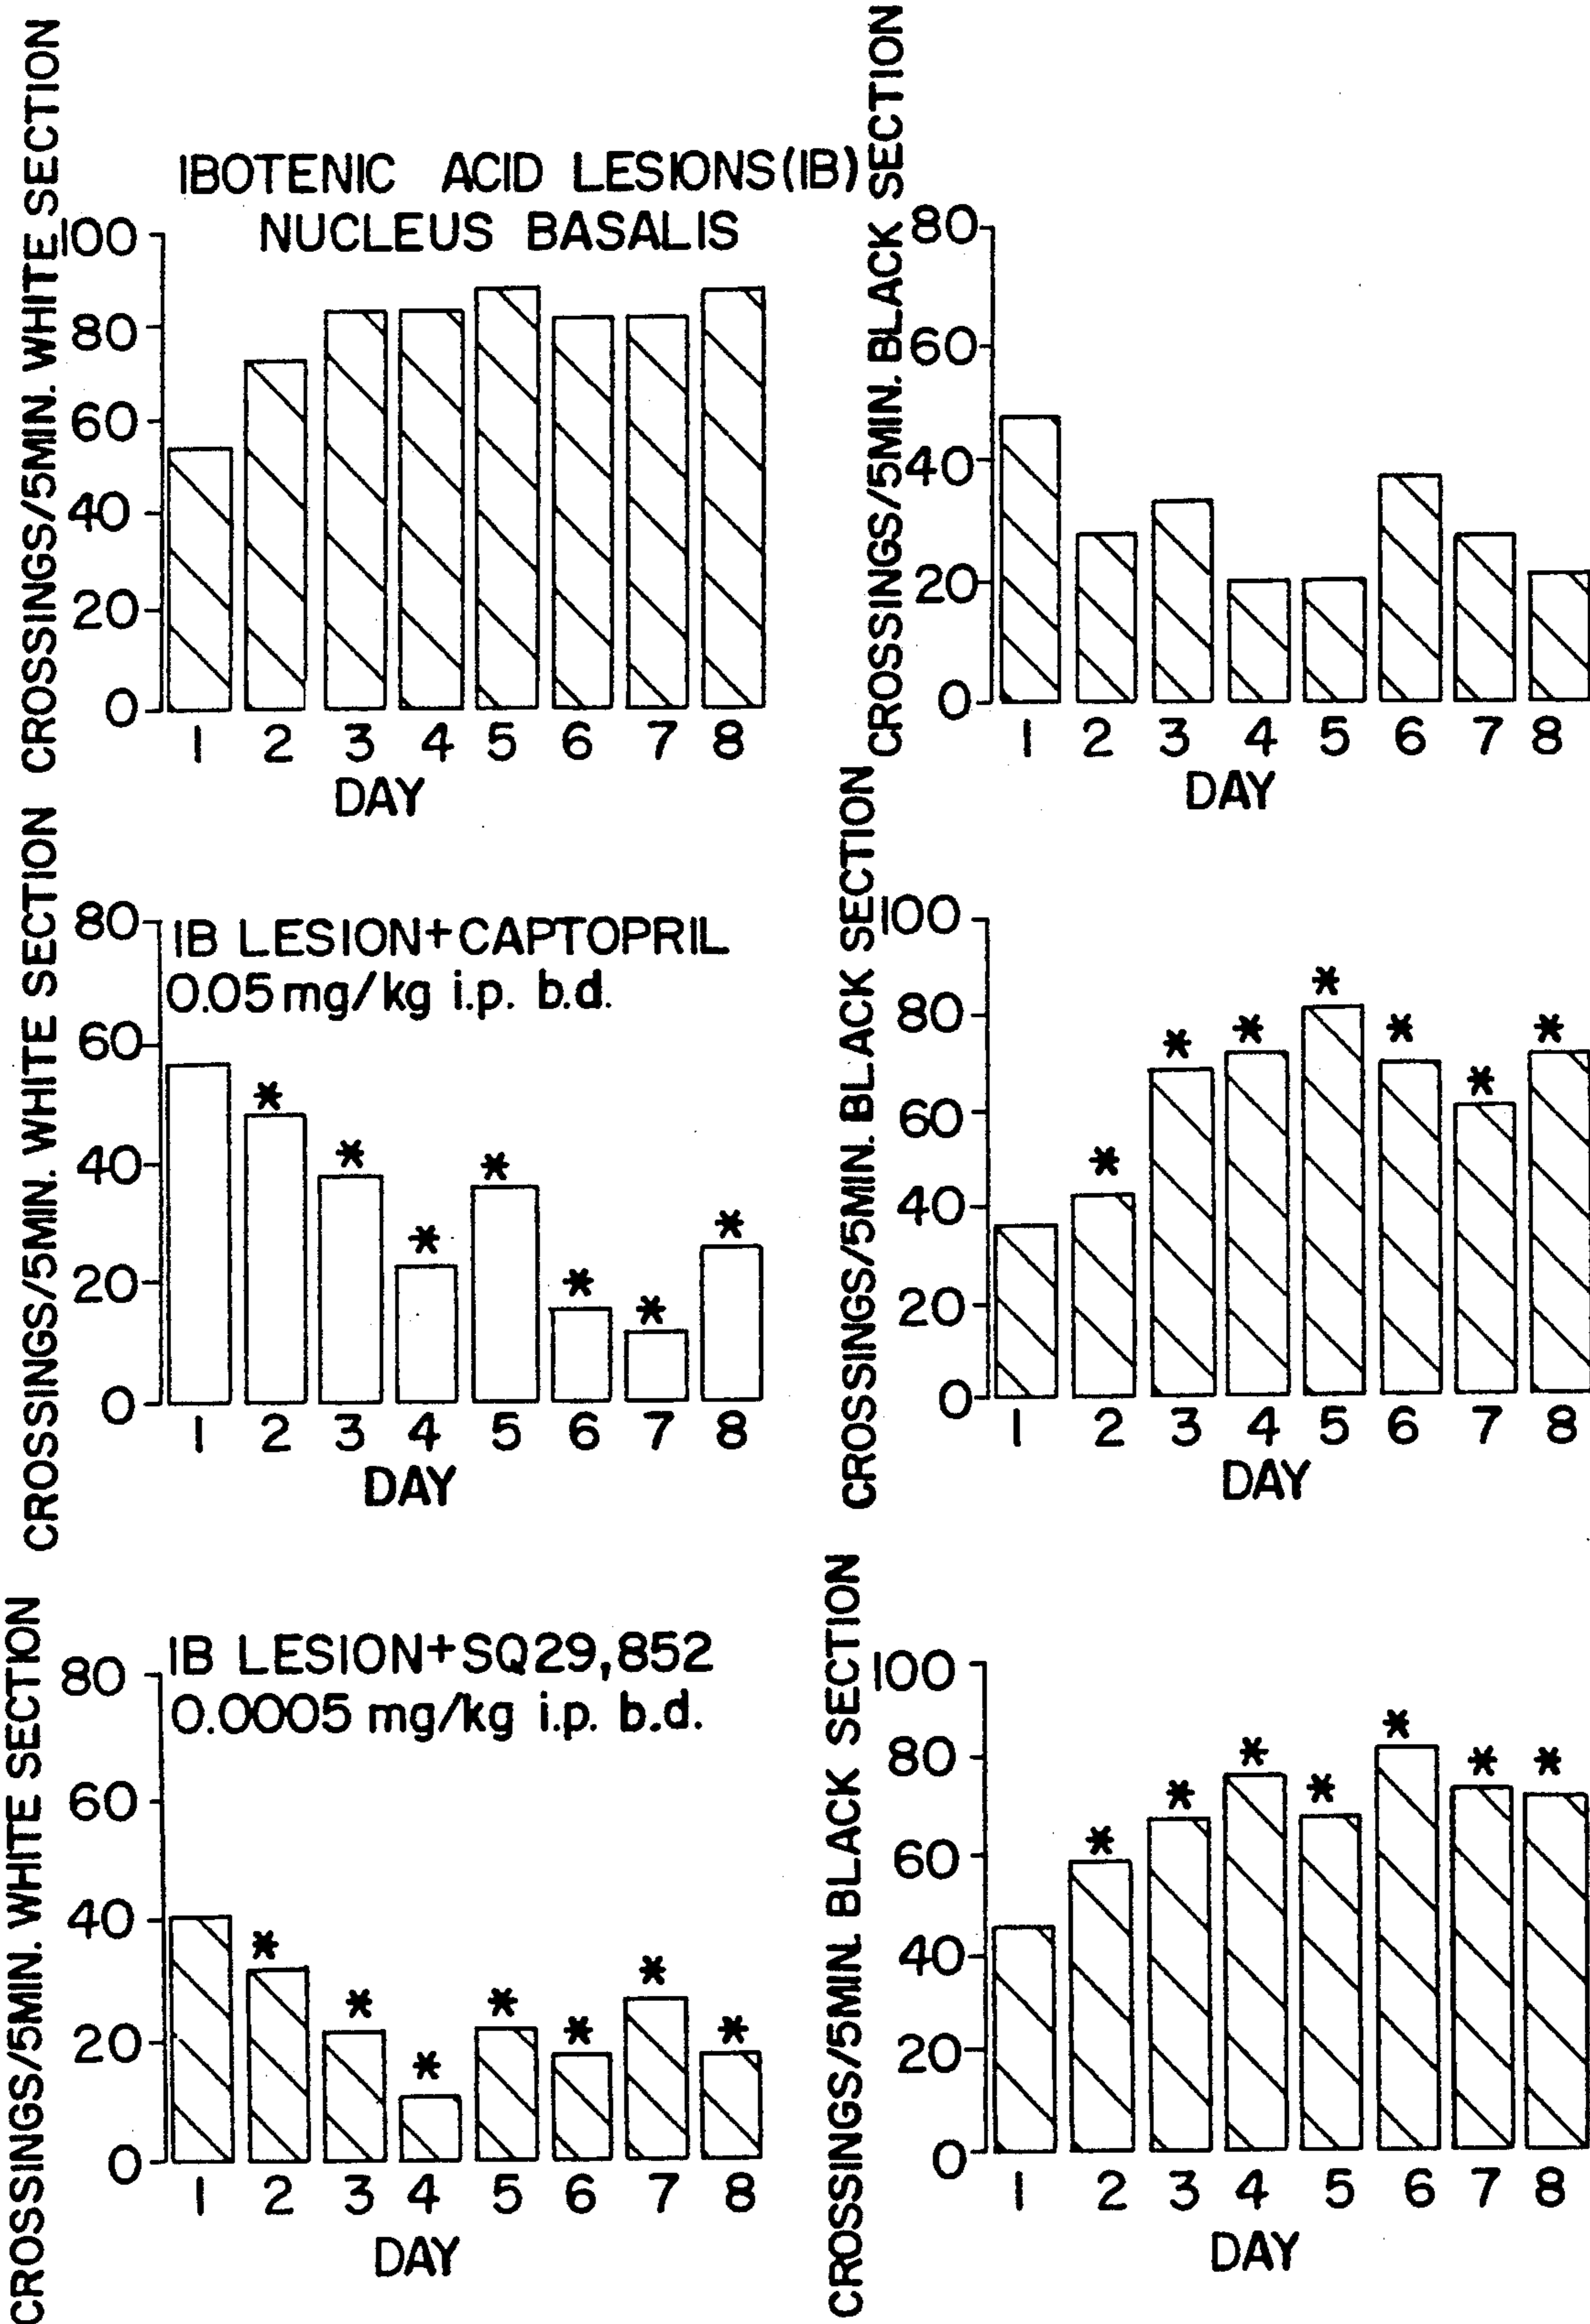 IBOTENIC ACID LESIONS(IB)
NUCLEUS BASALIS
CROSSINGS/5MIN. WHITE SECTION
100
80
60
40
20
0
1 2 3 4 5 6 7 8
DAY
CROSSINGS/5MIN. BLACK SECTION
80
60
40
20
0
1 2 3 4 5 6 7 8
DAY
IB LESION+CAPTOPRIL
0.05mg/kg i.p. b.d.
CROSSINGS/5MIN. WHITE SECTION
80
60
40
20
0
* * * * * * *
1 2 3 4 5 6 7 8
DAY
CROSSINGS/5MIN. BLACK SECTION
100
80
60
40
20
0
* * * * * * *
1 2 3 4 5 6 7 8
DAY
IB LESION+SQ29,852
0.0005 mg/kg i.p. b.d.
CROSSINGS/5MIN. WHITE SECTION
80
60
40
20
0
* * * * * * *
1 2 3 4 5 6 7 8
DAY
CROSSINGS/5MIN. BLACK SECTION
100
80
60
40
20
0
* * * * * * *
1 2 3 4 5 6 7 8
DAY